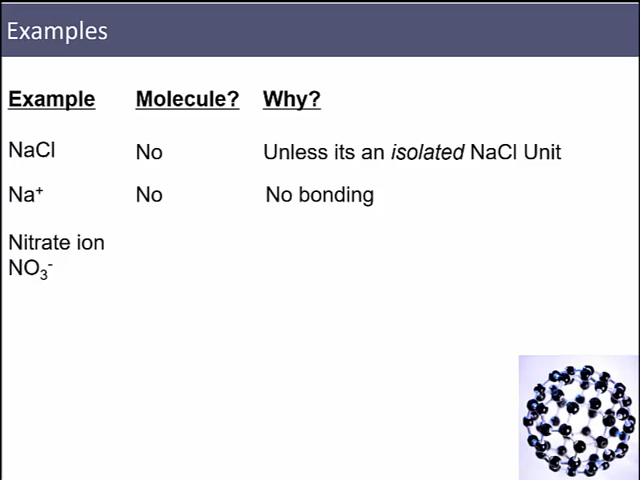 Examples
Example Molecule? Why?
NaCl No Unless its an isolated NaCl Unit
Na⁺ No No bonding
Nitrate ion
NO₃⁻